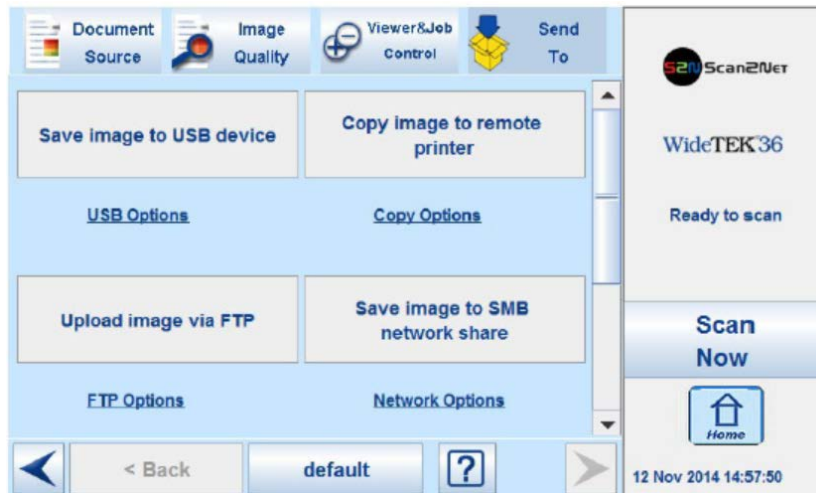 Document
Source
Image
Quality
Viewer&Job
Control
Send
To
Save image to USB device
Copy image to remote
printer
USB Options
Copy Options
Upload image via FTP
Save image to SMB
network share
FTP Options
Network Options
< Back
default
?
S2N Scan2Net
WideTEK 36
Ready to scan
Scan
Now
Home
12 Nov 2014 14:57:50